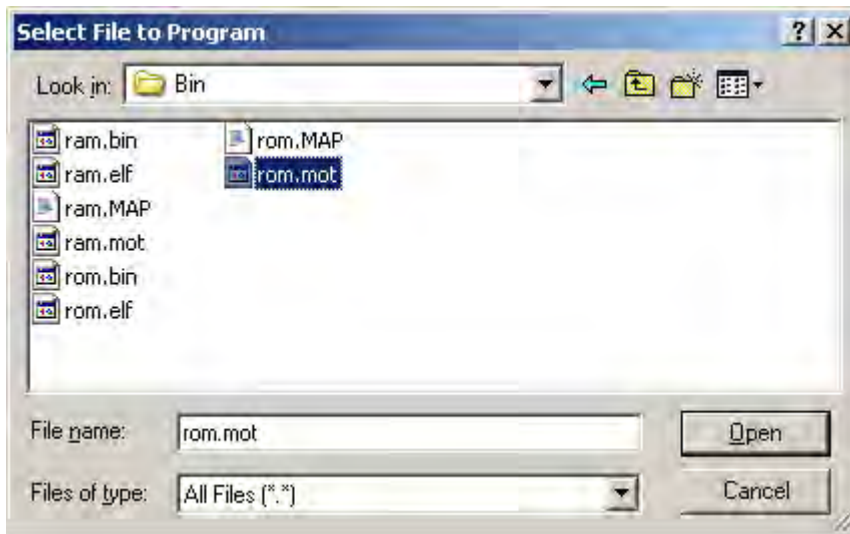 Select File to Program
Look in: Bin
ram.bin
ram.elf
ram.MAP
ram.mot
rom.bin
rom.elf
rom.MAP
rom.mot
File name: rom.mot Open
Files of type: All Files (*.*) Cancel